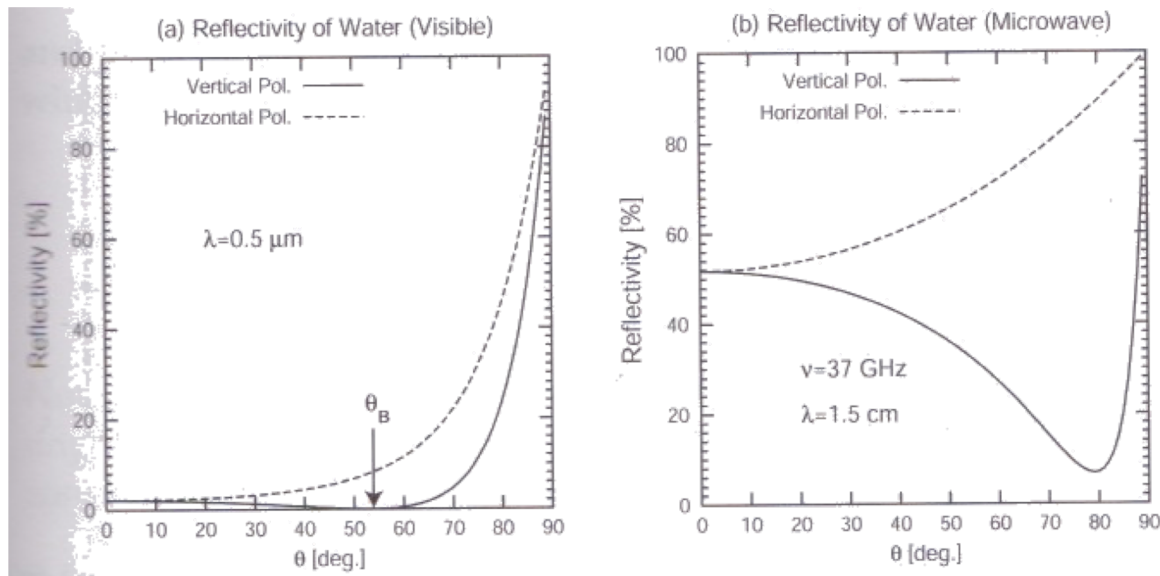 (a) Reflectivity of Water (Visible)
100
80
60
40
20
0
Reflectivity [%]
Vertical Pol.
Horizontal Pol.
λ=0.5 μm
θB
0 10 20 30 40 50 60 70 80 90
θ [deg.]
(b) Reflectivity of Water (Microwave)
100
80
60
40
20
0
Reflectivity [%]
Vertical Pol.
Horizontal Pol.
ν=37 GHz
λ=1.5 cm
0 10 20 30 40 50 60 70 80 90
θ [deg.]